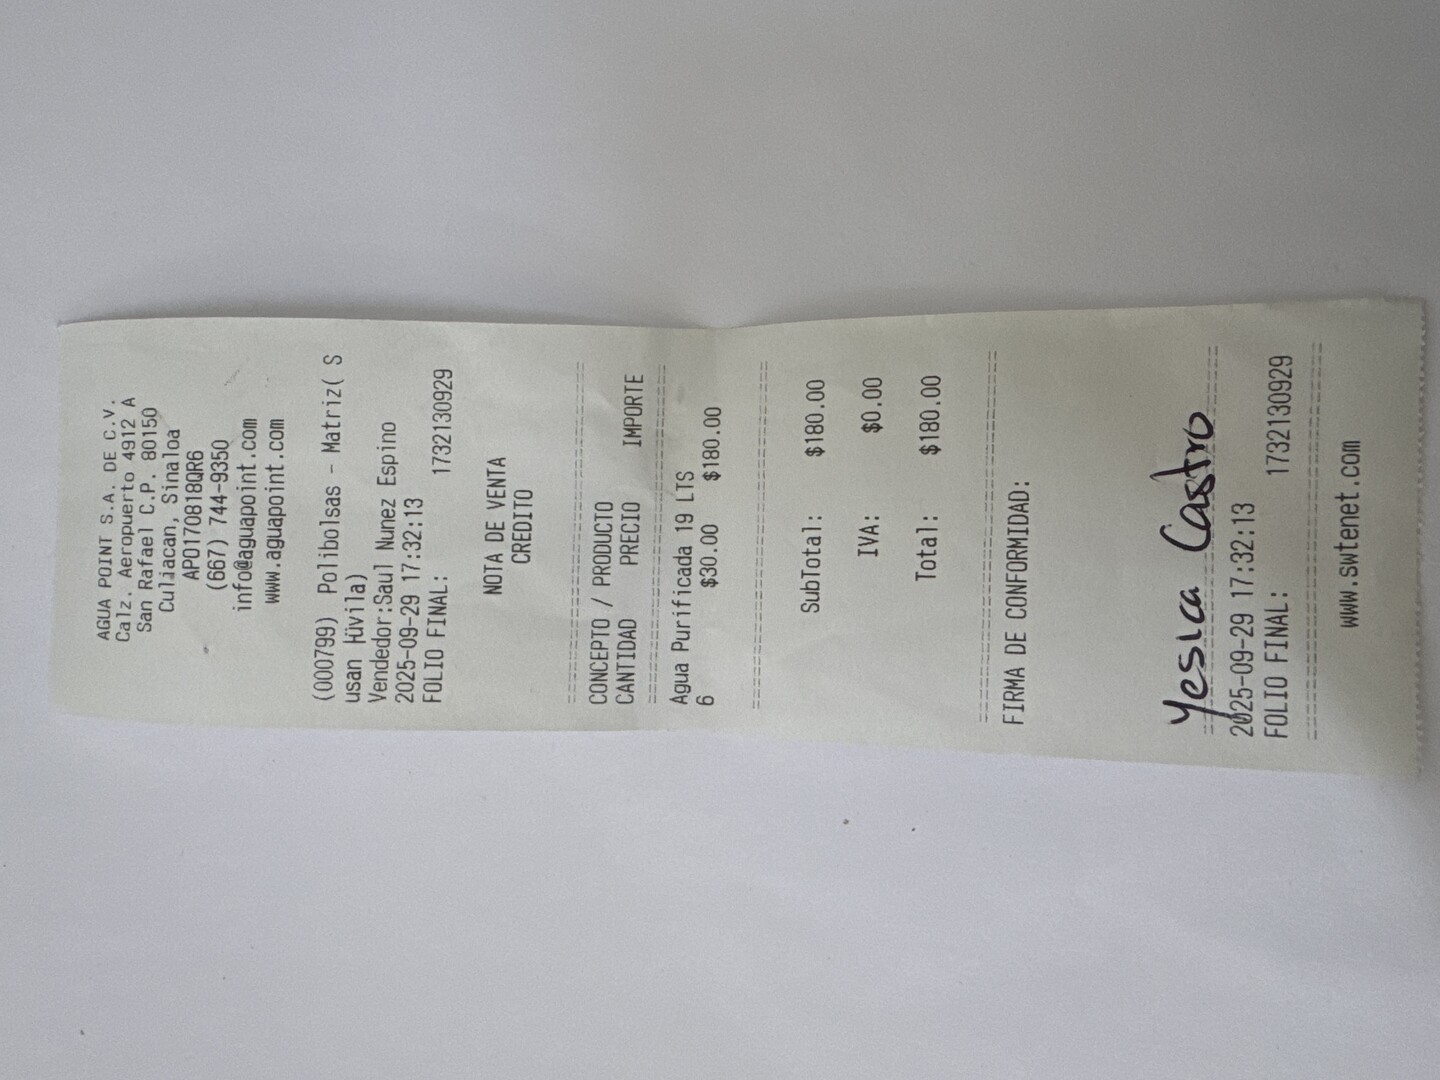 AGUA POINT S.A. DE C.V.
Calz. Aeropuerto 4912 A
San Rafael C.P. 80150
Culiacan, Sinaloa
APO170818QR6
(667) 744-9350
info@aguapoint.com
www.aguapoint.com
(000799) Polibolsas - Matriz( S
usan
Vendedor:Saul Nunez Espino
2025-09-29 17:32:13
FOLIO FINAL: 1732130929
NOTA DE VENTA
CREDITO
CONCEPTO / PRODUCTO
CANTIDAD PRECIO IMPORTE
Agua Purificada 19 LTS
6 $30.00 $180.00
SubTotal: $180.00
IVA: $0.00
Total: $180.00
FIRMA DE CONFORMIDAD:
Yesica Castro
2025-09-29 17:32:13
FOLIO FINAL: 1732130929
www.swtenet.com